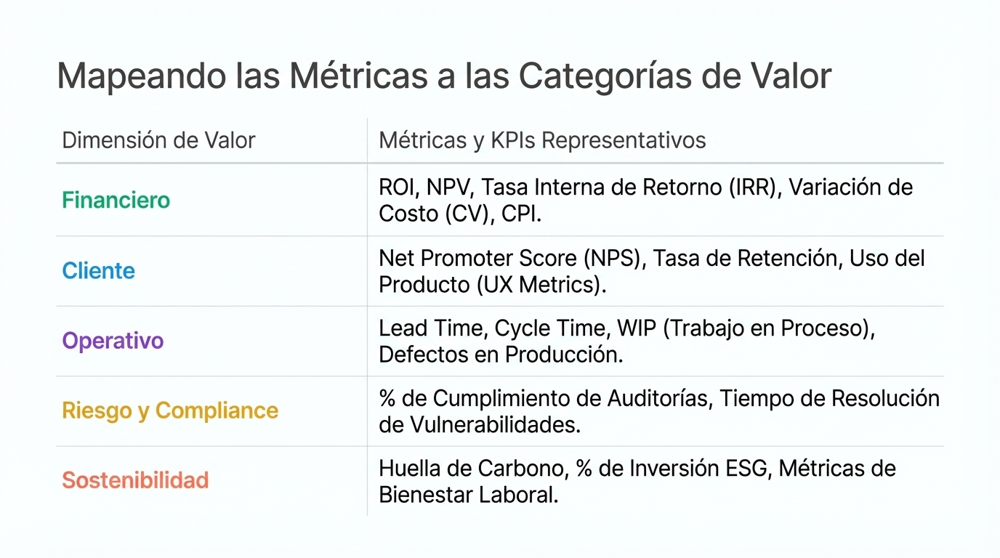 Mapeando las Métricas a las Categorías de Valor
Dimensión de Valor
Métricas y KPIs Representativos
Financiero
ROI, NPV, Tasa Interna de Retorno (IRR), Variación de
Costo (CV), CPI.
Cliente
Net Promoter Score (NPS), Tasa de Retención, Uso del
Producto (UX Metrics).
Operativo
Lead Time, Cycle Time, WIP (Trabajo en Proceso),
Defectos en Producción.
Riesgo y Compliance
% de Cumplimiento de Auditorías, Tiempo de Resolución
de Vulnerabilidades.
Sostenibilidad
Huella de Carbono, % de Inversión ESG, Métricas de
Bienestar Laboral.